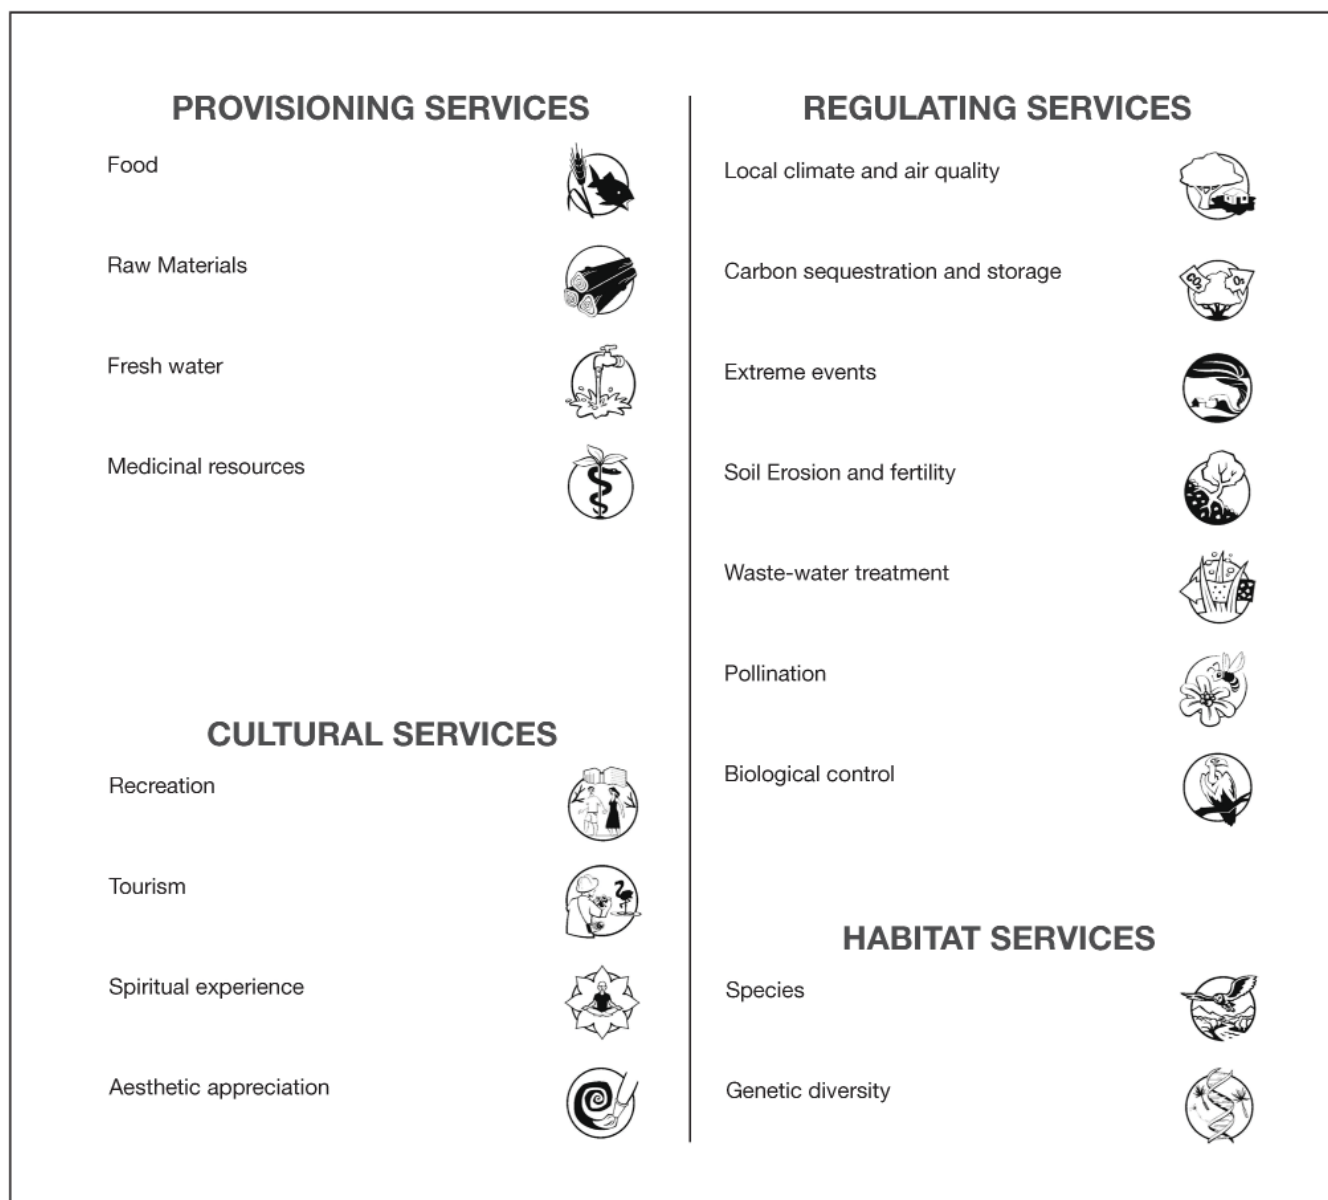 PROVISIONING SERVICES
Food
Raw Materials
Fresh water
Medicinal resources
CULTURAL SERVICES
Recreation
Tourism
Spiritual experience
Aesthetic appreciation
REGULATING SERVICES
Local climate and air quality
Carbon sequestration and storage
CO₂
O₂
Extreme events
Soil Erosion and fertility
Waste-water treatment
Pollination
Biological control
HABITAT SERVICES
Species
Genetic diversity